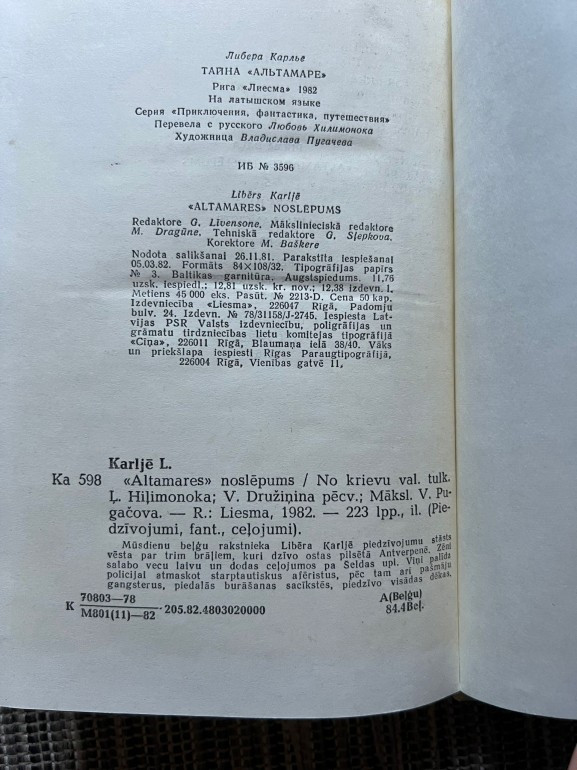 Либера Карлье
ТАЙНА «АЛЬТАМАРЕ»
Рига «Лиесма» 1982
На латышском языке
Серия «Приключения, фантастика, путешествия»
Перевела с русского Любовь Хилимонока
Художница Владислава Пугачева
ИБ № 3596
Libērs Karljē
«ALTAMARES» NOSLĒPUMS
Redaktore G. Līvensone. Mākslinieciskā redaktore
M. Dragūne. Tehniskā redaktore G. Sļepkova.
Korektore M. Baškere
Nodota salikšanai 26.11.81. Parakstīta iespiešanai
05.03.82. Formāts 84×108/32. Tipogrāfijas papīrs
№ 3. Baltikas garnitūra. Augstspiedums. 11,76
uzsk. iespiedl.; 12,81 uzsk. kr. nov.; 12,38 izdevn. l.
Metiens 45 000 eks. Pasūt. № 2213-D. Cena 50 kap.
Izdevniecība «Liesma», 226047 Rīgā, Padomju
bulv. 24. Izdevn. № 78/31158/J-2745. Iespiesta Lat-
vijas PSR Valsts izdevniecību, poligrāfijas un
grāmatu tirdzniecības lietu komitejas tipogrāfijā
«Cīņa», 226011 Rīgā, Blaumaņa ielā 38/40. Vāks
un priekšlapa iespiesti Rīgas Paraugtipogrāfijā,
226004 Rīgā, Vienības gatvē 11.
Karljē L.
Ka 598 «Altamares» noslēpums / No krievu val. tulk.
Ļ. Hiļimonoka; V. Družiņina pēcv.; Māksl. V. Pu-
gačova. — R.: Liesma, 1982. — 223 lpp., il. (Pie-
dzīvojumi, fant., ceļojumi).
Mūsdienu beļģu rakstnieka Libēra Karljē piedzīvojumu stāsts
vēsta par trim brāļiem, kuri dzīvo ostas pilsētā Antverpenē. Zēni
salabo vecu laivu un dodas ceļojumos pa Šeldas upi. Viņi palīdz
policijai atmaskot starptautiskus afēristus, pēc tam arī pašmāju
gangsterus, piedalās burāšanas sacīkstēs, piedzīvo visādas dēkas.
К 70803—78
М801(11)—82 · 205.82.4803020000
A(Beļģu)
84.4Beļ.